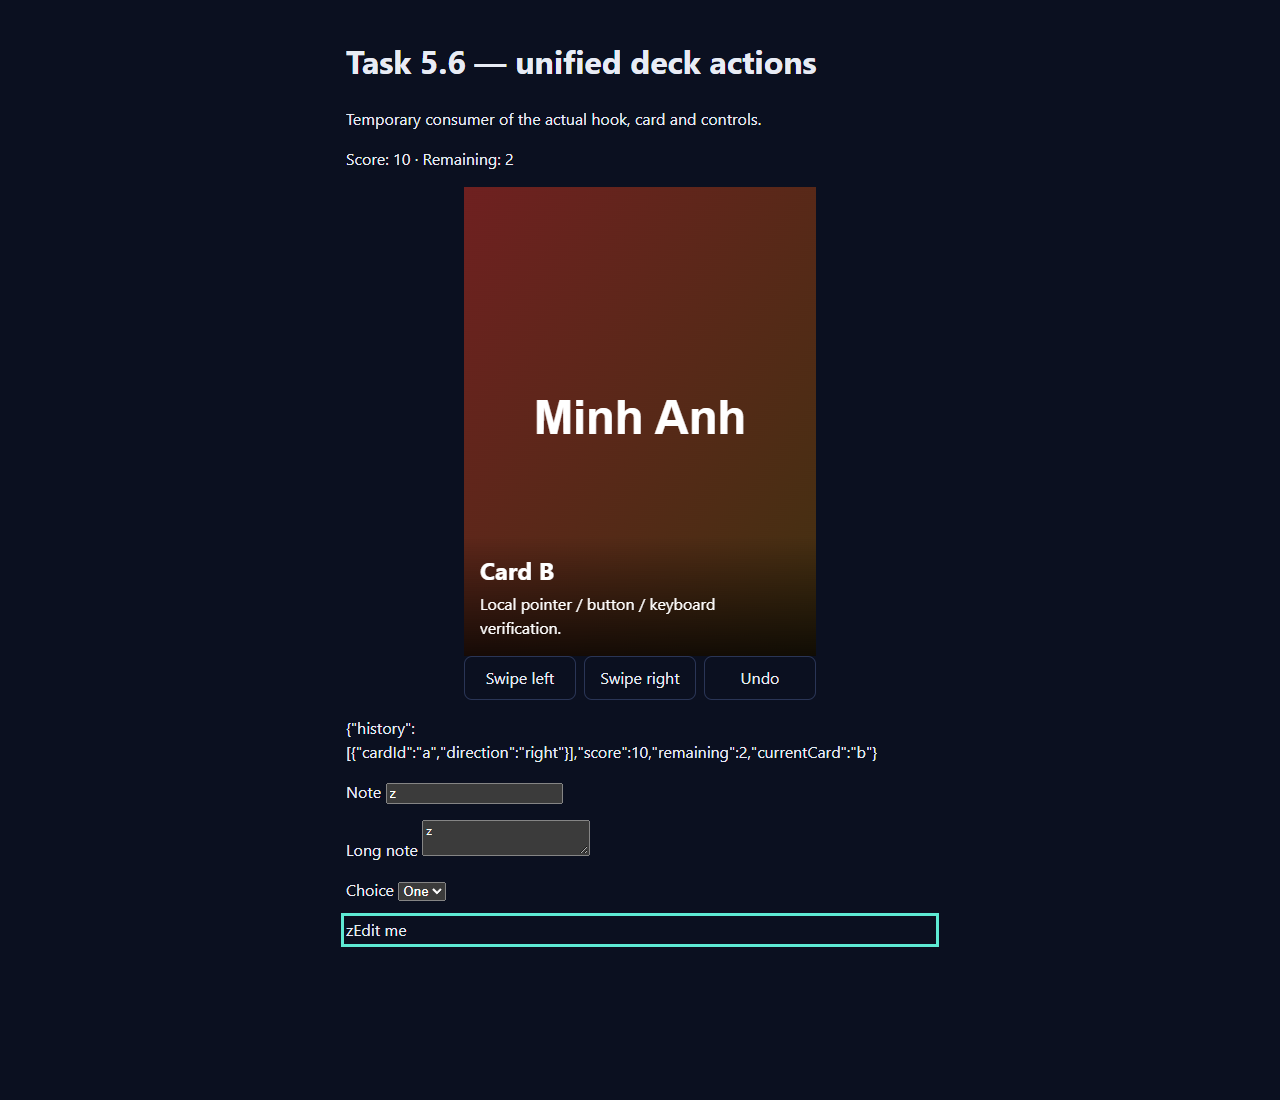 Task 5.6 — unified deck actions
Temporary consumer of the actual hook, card and controls.
Score: 10 · Remaining: 2
Minh Anh
Card B
Local pointer / button / keyboard
verification.
Swipe left Swipe right Undo
{"history":
[{"cardId":"a","direction":"right"}],"score":10,"remaining":2,"currentCard":"b"}
Note z
Long note z
Choice One
zEdit me